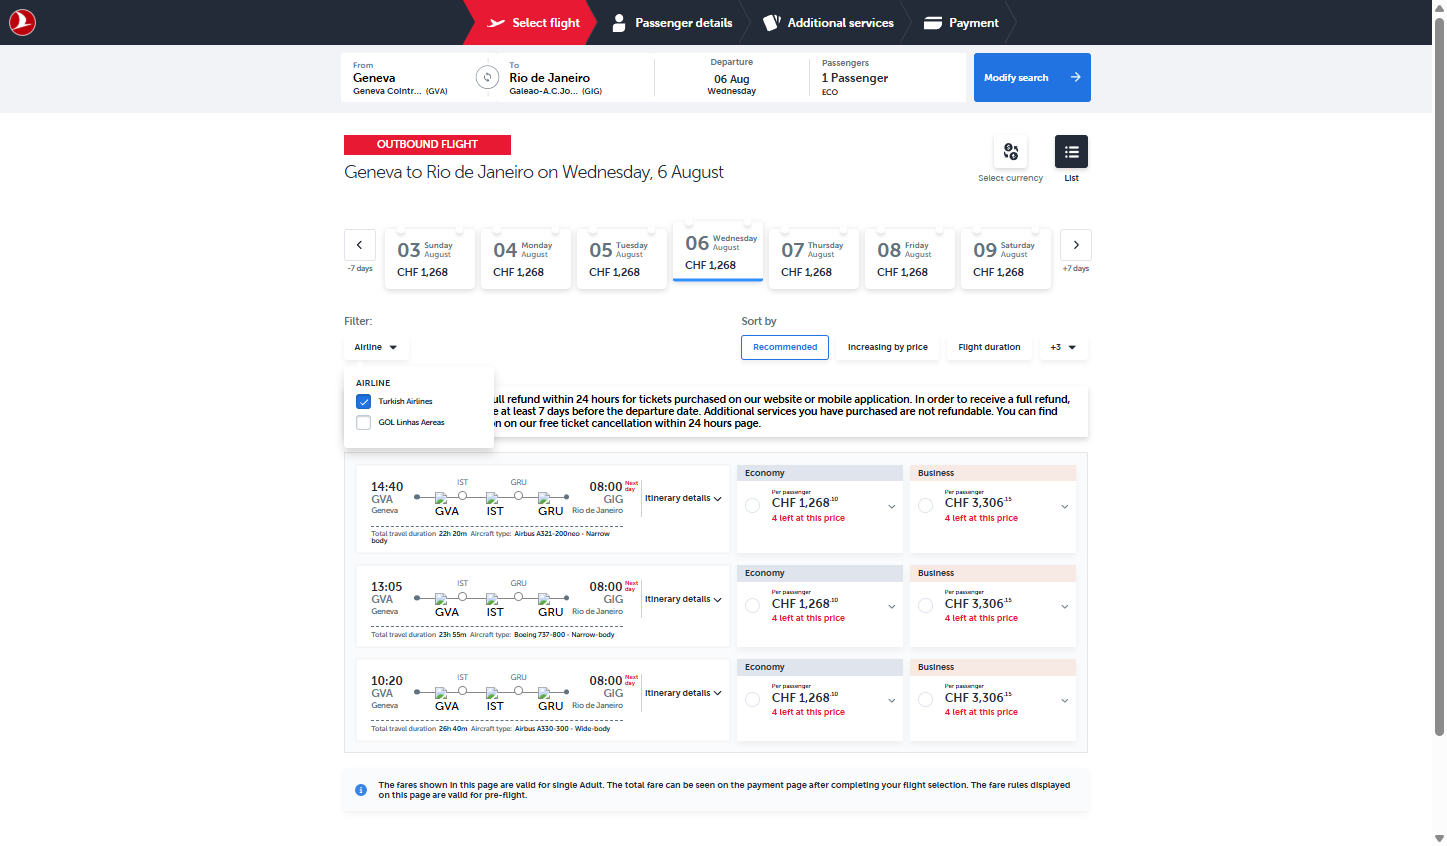 Select flight
Passenger details
Additional services
Payment
From
Geneva
Geneva Cointr... (GVA)
To
Rio de Janeiro
Galeao-A.C.Jo... (GIG)
Departure
06 Aug
Wednesday
Passengers
1 Passenger
ECO
Modify search
OUTBOUND FLIGHT
Geneva to Rio de Janeiro on Wednesday, 6 August
Select currency
List
-7 days
03 Sunday August
CHF 1,268
04 Monday August
CHF 1,268
05 Tuesday August
CHF 1,268
06 Wednesday August
CHF 1,268
07 Thursday August
CHF 1,268
08 Friday August
CHF 1,268
09 Saturday August
CHF 1,268
+7 days
Filter:
Airline
Sort by
Recommended
Increasing by price
Flight duration
+3
AIRLINE
Turkish Airlines
GOL Linhas Aereas
ull refund within 24 hours for tickets purchased on our website or mobile application. In order to receive a full refund,
e at least 7 days before the departure date. Additional services you have purchased are not refundable. You can find
on our free ticket cancellation within 24 hours page.
14:40
GVA
Geneva
IST
GRU
GVA
IST
GRU
08:00 Next day
GIG
Rio de Janeiro
Itinerary details
Total travel duration 22h 20m Aircraft type: Airbus A321-200neo - Narrow
body
Economy
Per passenger
CHF 1,268.10
4 left at this price
Business
Per passenger
CHF 3,306.15
4 left at this price
13:05
GVA
Geneva
IST
GRU
GVA
IST
GRU
08:00 Next day
GIG
Rio de Janeiro
Itinerary details
Total travel duration 23h 55m Aircraft type: Boeing 737-800 - Narrow-body
Economy
Per passenger
CHF 1,268.10
4 left at this price
Business
Per passenger
CHF 3,306.15
4 left at this price
10:20
GVA
Geneva
IST
GRU
GVA
IST
GRU
08:00 Next day
GIG
Rio de Janeiro
Itinerary details
Total travel duration 26h 40m Aircraft type: Airbus A330-300 - Wide-body
Economy
Per passenger
CHF 1,268.10
4 left at this price
Business
Per passenger
CHF 3,306.15
4 left at this price
The fares shown in this page are valid for single Adult. The total fare can be seen on the payment page after completing your flight selection. The fare rules displayed
on this page are valid for pre-flight.